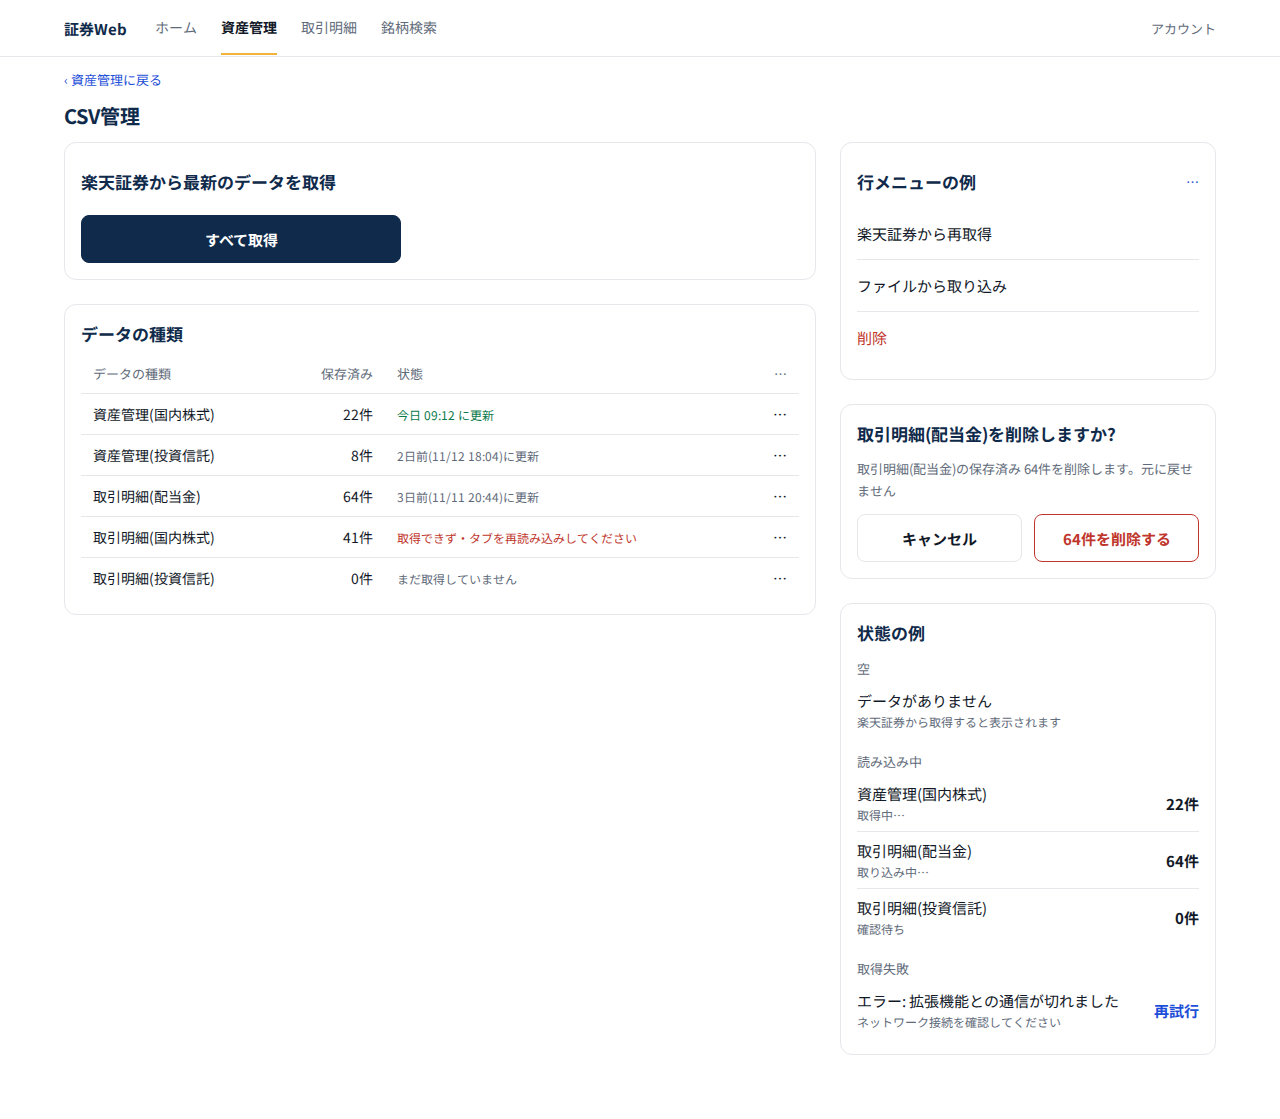 証券Web ホーム 資産管理 取引明細 銘柄検索 アカウント
‹ 資産管理に戻る
CSV管理
楽天証券から最新のデータを取得
すべて取得
データの種類
データの種類 保存済み 状態 …
資産管理(国内株式) 22件 今日 09:12 に更新 …
資産管理(投資信託) 8件 2日前(11/12 18:04)に更新 …
取引明細(配当金) 64件 3日前(11/11 20:44)に更新 …
取引明細(国内株式) 41件 取得できず・タブを再読み込みしてください …
取引明細(投資信託) 0件 まだ取得していません …
行メニューの例 …
楽天証券から再取得
ファイルから取り込み
削除
取引明細(配当金)を削除しますか?
取引明細(配当金)の保存済み 64件を削除します。元に戻せ
ません
キャンセル 64件を削除する
状態の例
空
データがありません
楽天証券から取得すると表示されます
読み込み中
資産管理(国内株式) 22件
取得中…
取引明細(配当金) 64件
取り込み中…
取引明細(投資信託) 0件
確認待ち
取得失敗
エラー: 拡張機能との通信が切れました 再試行
ネットワーク接続を確認してください